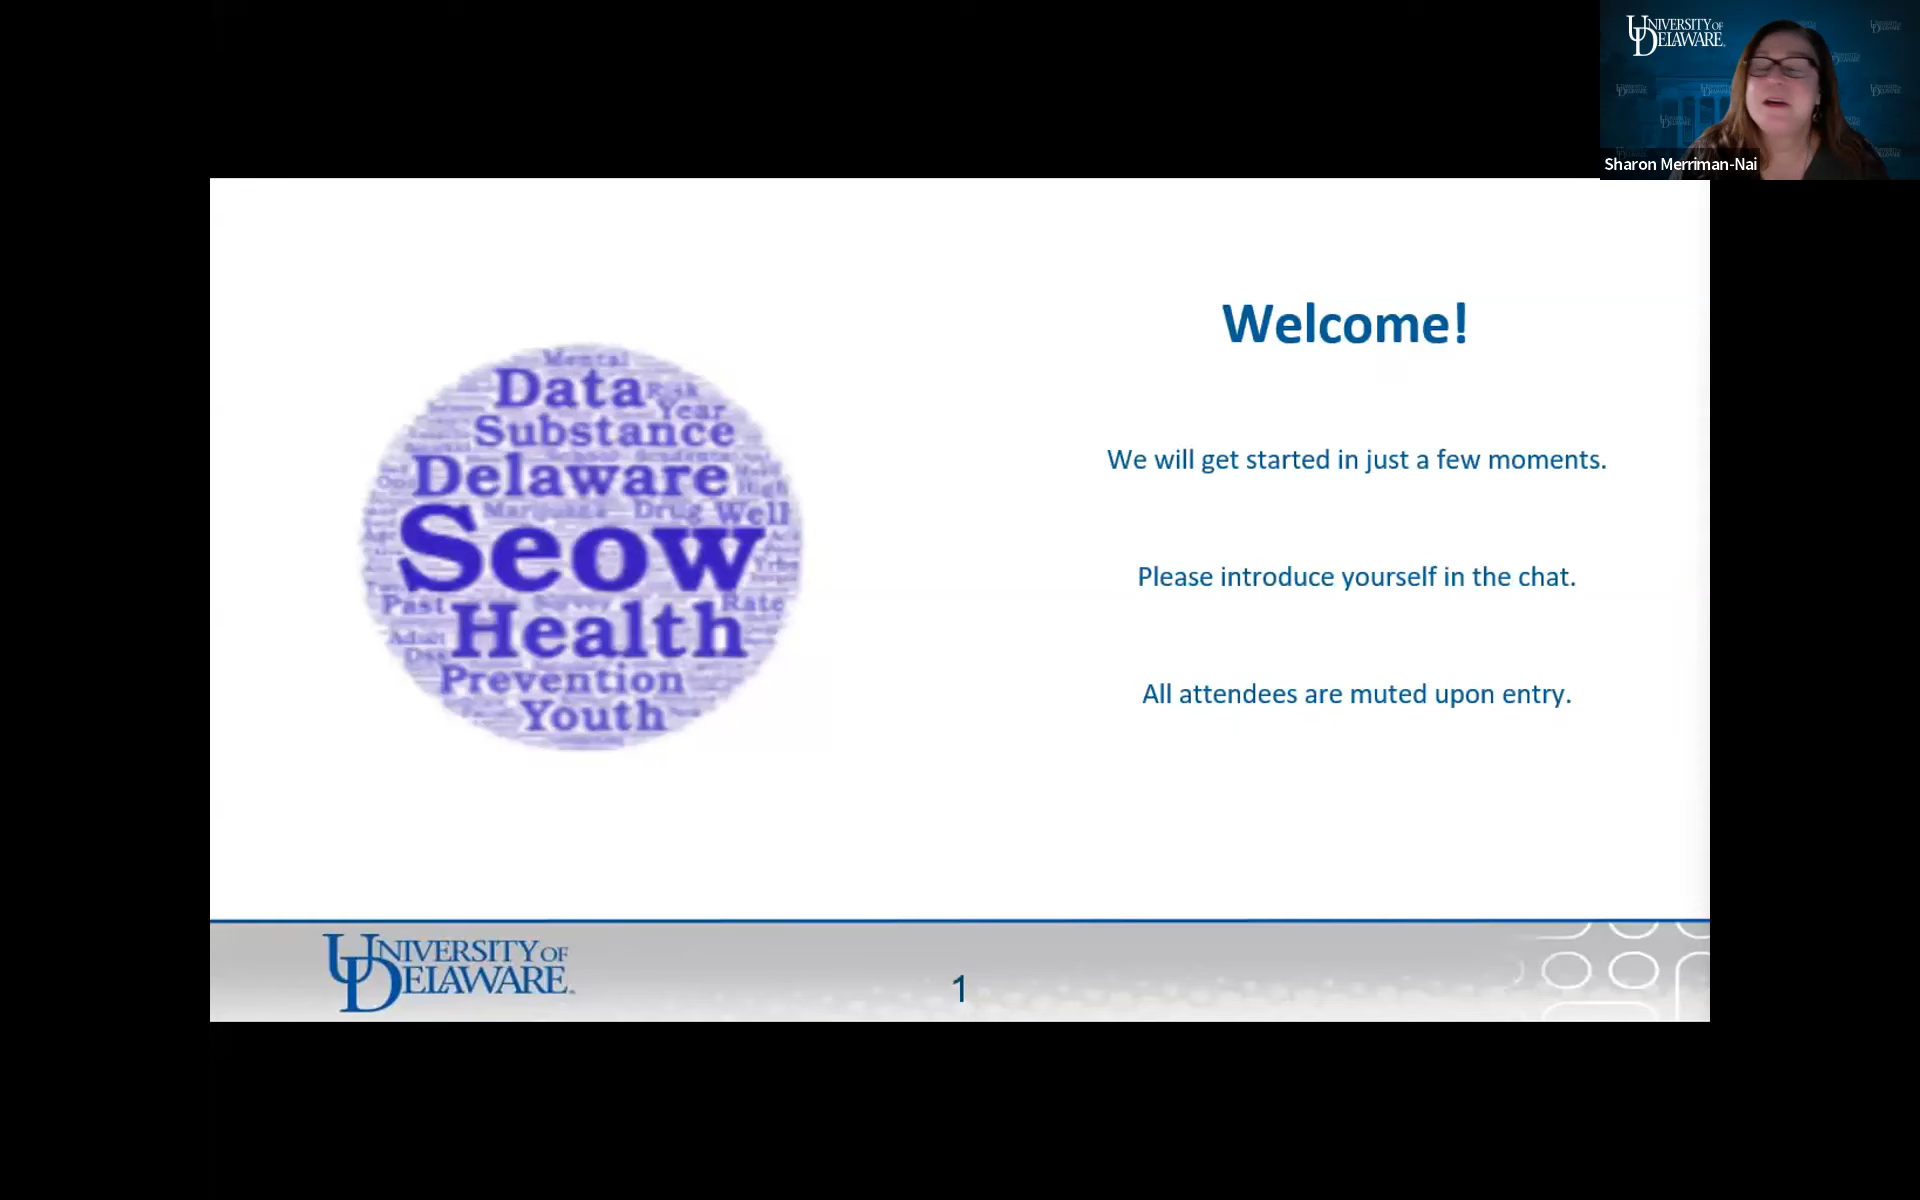 UNIVERSITY OF
DELAWARE
Sharon Merriman-Nai
Welcome!
We will get started in just a few moments.
Please introduce yourself in the chat.
All attendees are muted upon entry.
Mental
Data Risk
Year
Substance
Delaware
High
Marijuana Drug Well
Seow
Past Survey Rate
Health
Adult
Prevention
Youth
UNIVERSITY OF
DELAWARE
1